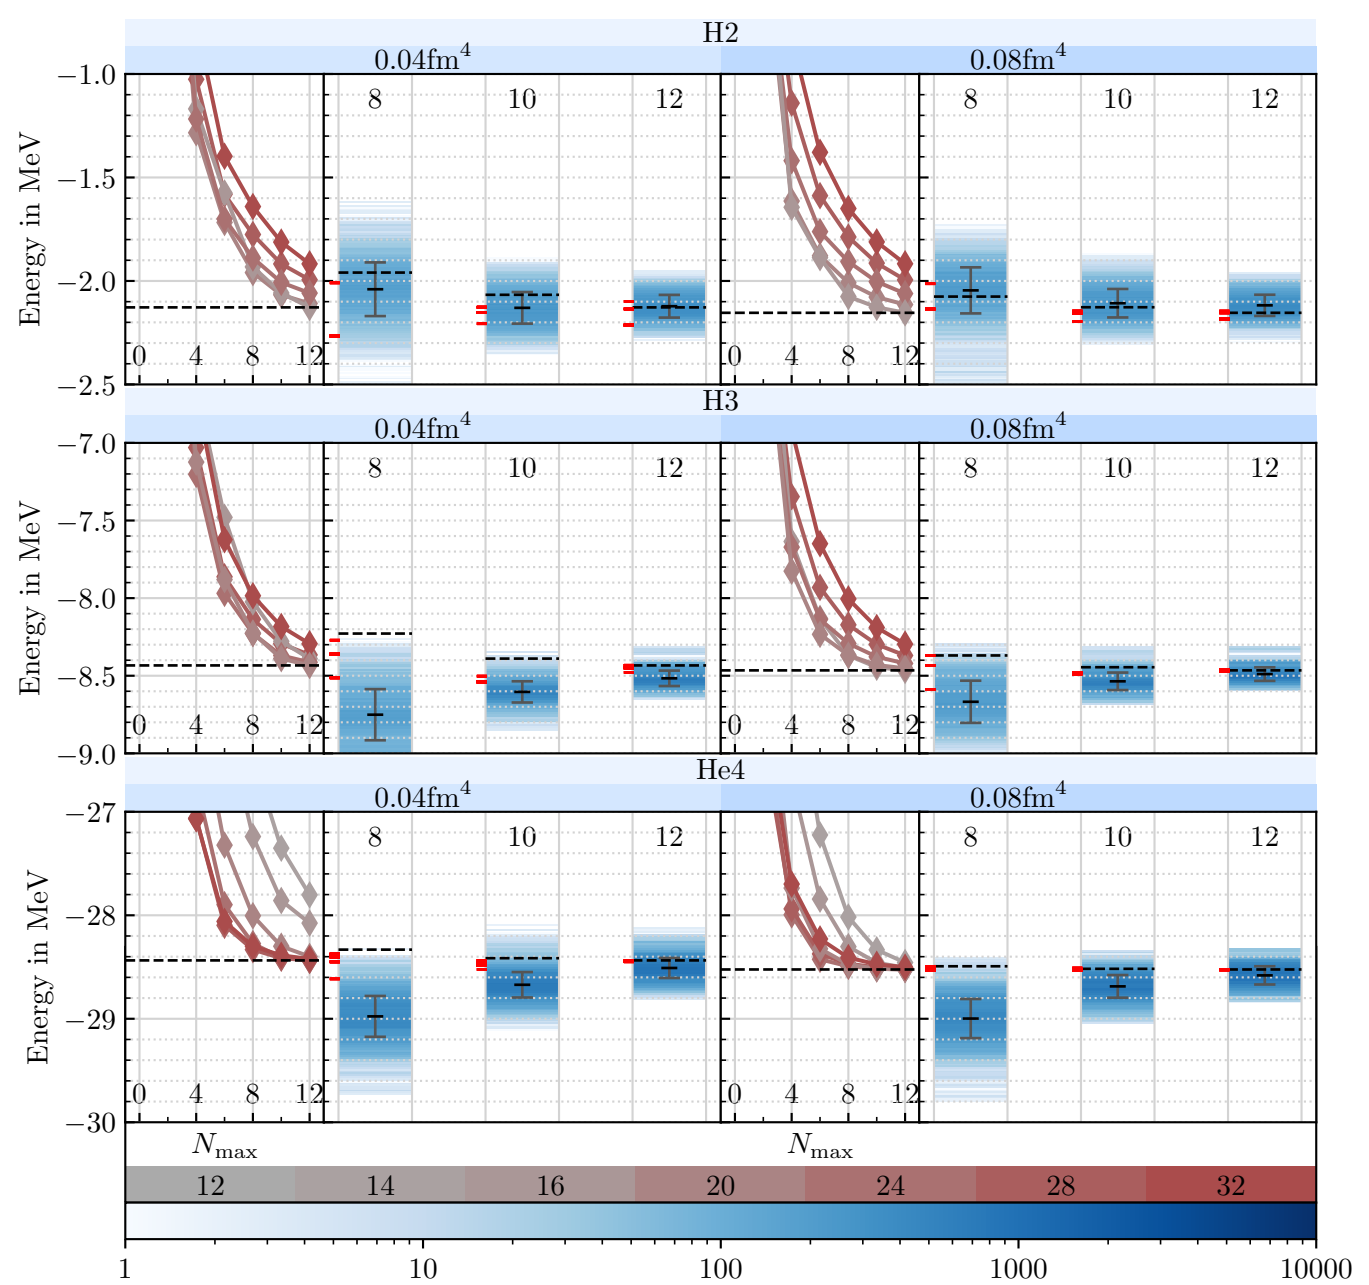 H2
0.04fm⁴ 0.08fm⁴
−1.0 8 10 12 8 10 12
−1.5
−2.0
0 4 8 12 0 4 8 12
−2.5
Energy in MeV
H3
0.04fm⁴ 0.08fm⁴
−7.0 8 10 12 8 10 12
−7.5
−8.0
−8.5
0 4 8 12 0 4 8 12
−9.0
Energy in MeV
He4
0.04fm⁴ 0.08fm⁴
−27 8 10 12 8 10 12
−28
−29
0 4 8 12 0 4 8 12
−30
Energy in MeV
Nmax Nmax
12 14 16 20 24 28 32
1 10 100 1000 10000